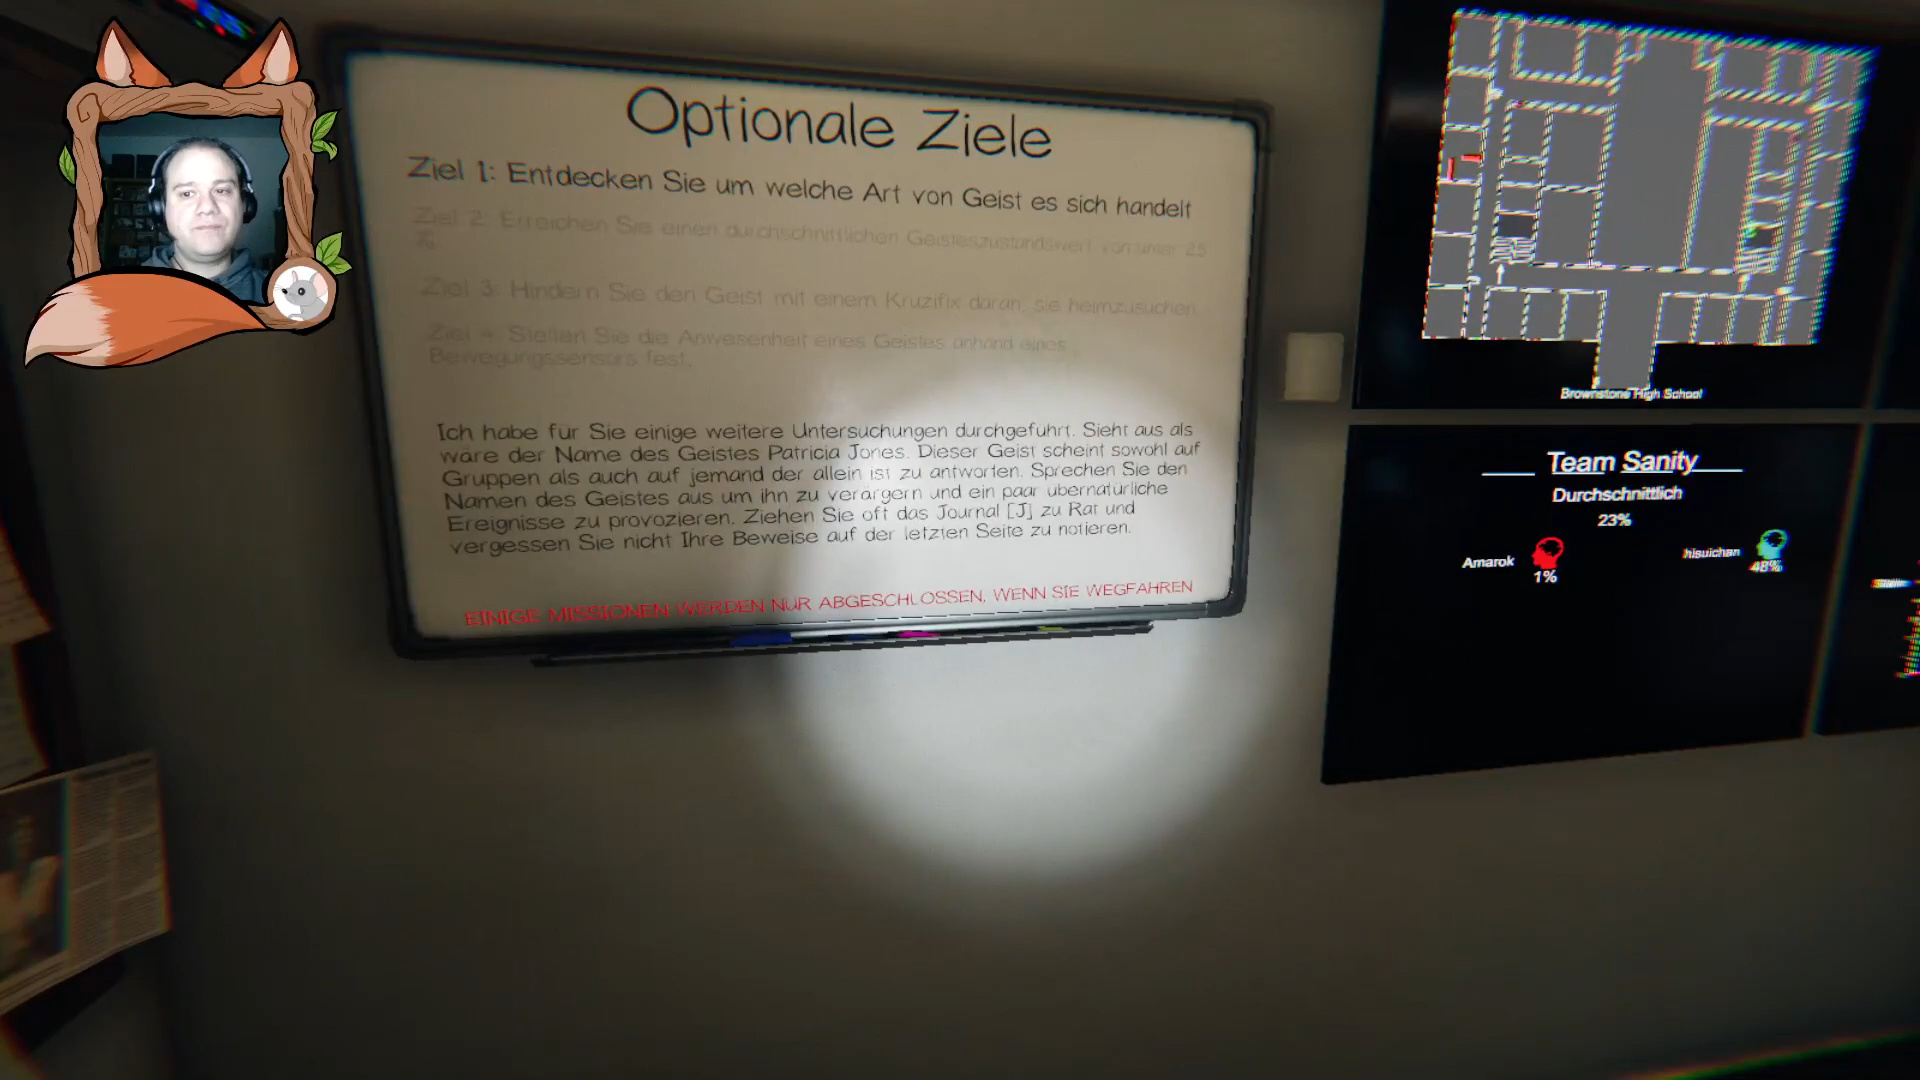 Optionale Ziele
Ziel 1: Entdecken Sie um welche Art von Geist es sich handelt
Ziel 2: Erreichen Sie einen durchschnittlichen Geisteszustandswert von unter 25
%.
Ziel 3: Hindern Sie den Geist mit einem Kruzifix daran, sie heimzusuchen.
Ziel 4: Stellen Sie die Anwesenheit eines Geistes anhand eines
Bewegungssensors fest.
Ich habe für Sie einige weitere Untersuchungen durchgeführt. Sieht aus als
wäre der Name des Geistes Patricia Jones. Dieser Geist scheint sowohl auf
Gruppen als auch auf jemand der allein ist zu antworten. Sprechen Sie den
Namen des Geistes aus um ihn zu verärgern und ein paar übernatürliche
Ereignisse zu provozieren. Ziehen Sie oft das Journal [J] zu Rat und
vergessen Sie nicht Ihre Beweise auf der letzten Seite zu notieren.
EINIGE MISSIONEN WERDEN NUR ABGESCHLOSSEN, WENN SIE WEGFAHREN
Brownstone High School
Team Sanity
Durchschnittlich
23%
Amarok
1%
hisuichan
48%